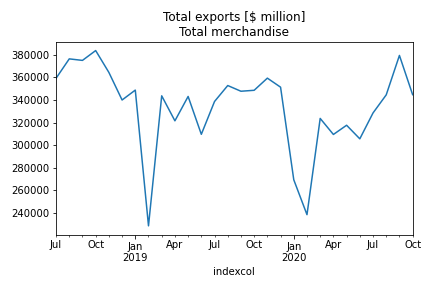 Total exports [$ million]
Total merchandise
380000
360000
340000
320000
300000
280000
260000
240000
Jul Oct Jan Apr Jul Oct Jan Apr Jul Oct
2019 2020
indexcol